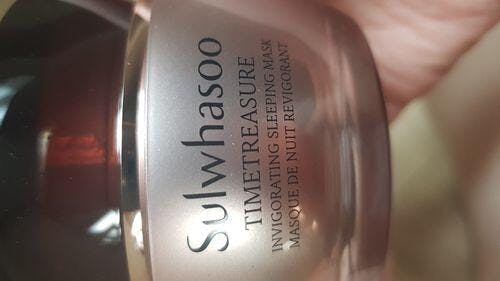 Sulwhasoo
TIMETREASURE
INVIGORATING SLEEPING MASK
MASQUE DE NUIT REVIGORANT